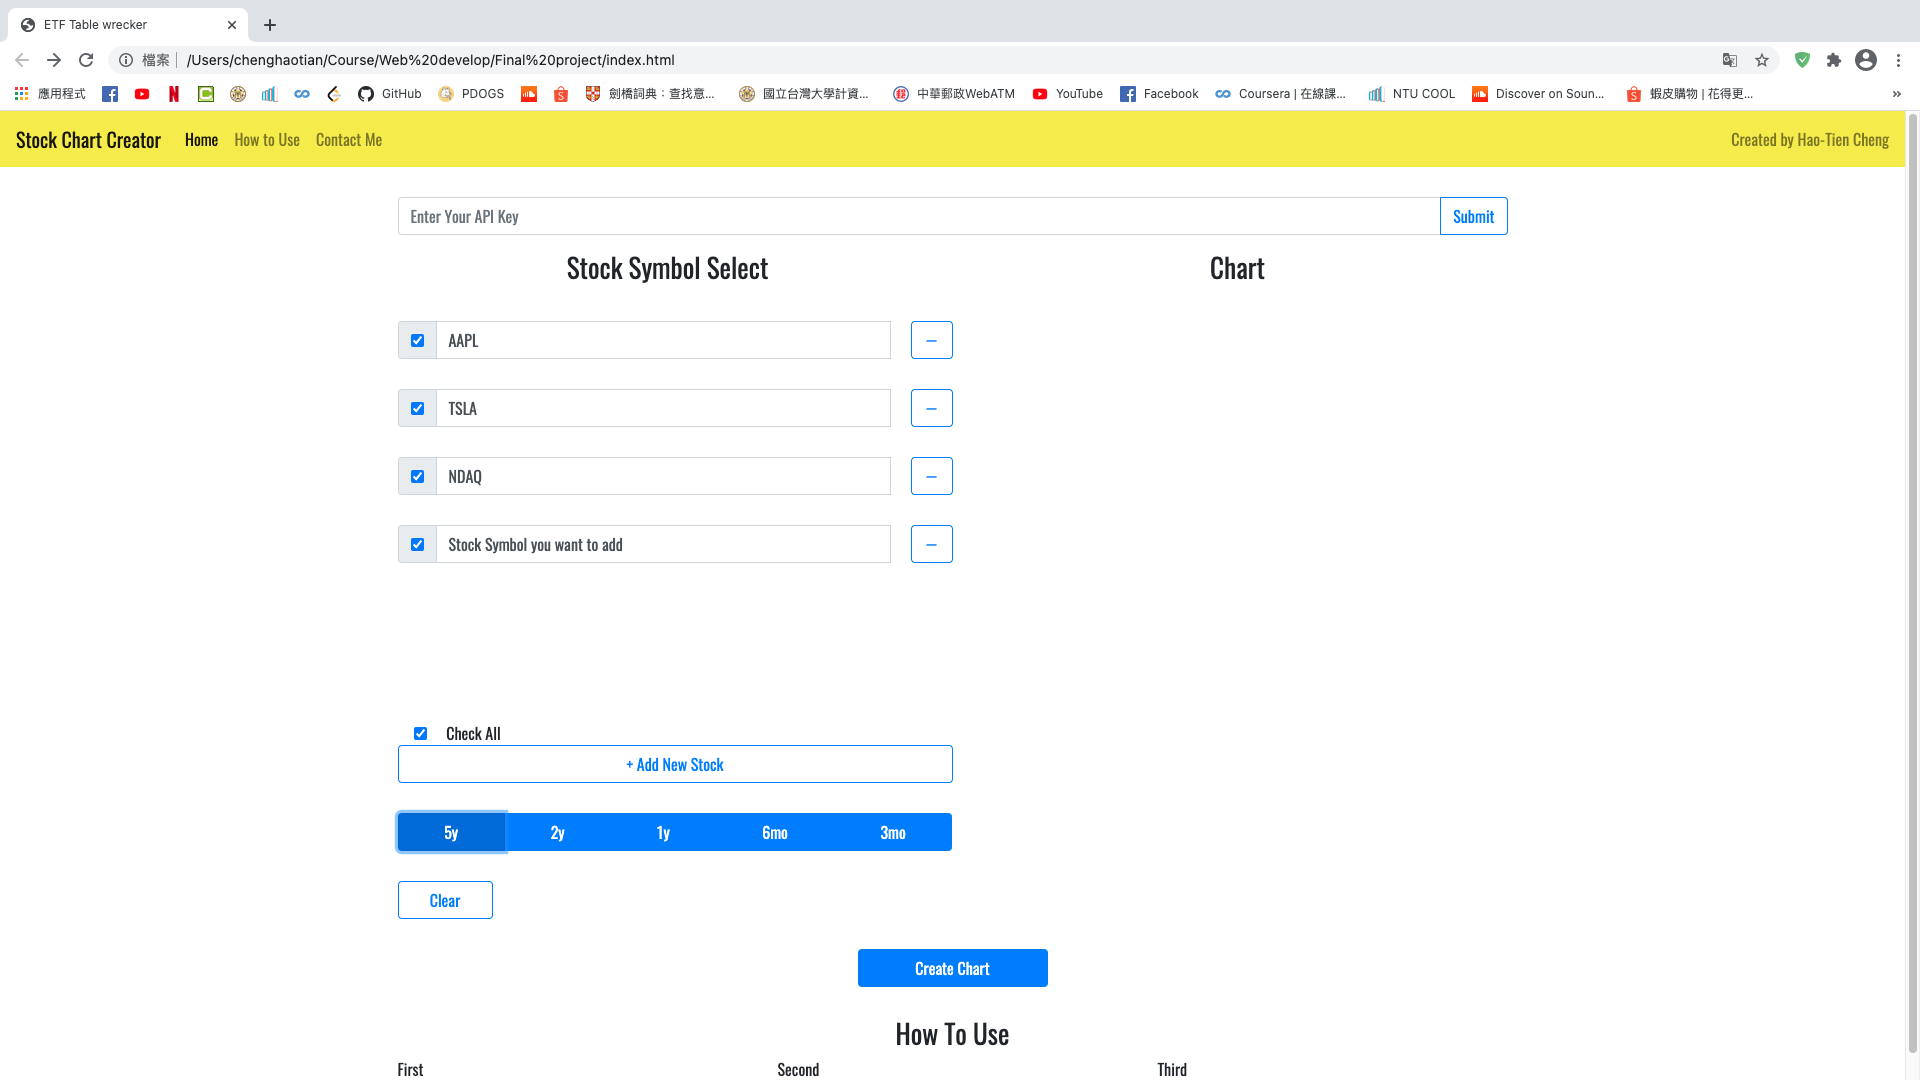 ETF Table wrecker
檔案 /Users/chenghaotian/Course/Web%20develop/Final%20project/index.html
應用程式 GitHub PDOGS 劍橋詞典：查找意... 國立台灣大學計資... 中華郵政WebATM YouTube Facebook Coursera | 在線課... NTU COOL Discover on Soun... 蝦皮購物 | 花得更... »
Stock Chart Creator Home How to Use Contact Me Created by Hao-Tien Cheng
Enter Your API Key Submit
Stock Symbol Select Chart
AAPL
TSLA
NDAQ
Stock Symbol you want to add
Check All
+ Add New Stock
5y 2y 1y 6mo 3mo
Clear
Create Chart
How To Use
First Second Third